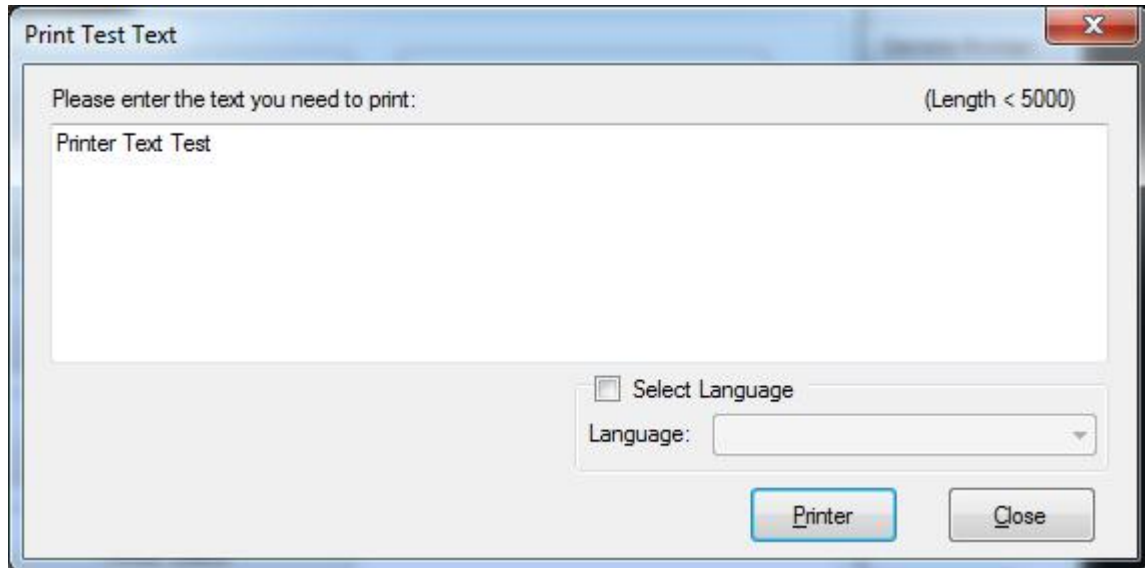 Print Test Text
Please enter the text you need to print: (Length < 5000)
Printer Text Test
Select Language
Language:
Printer Close